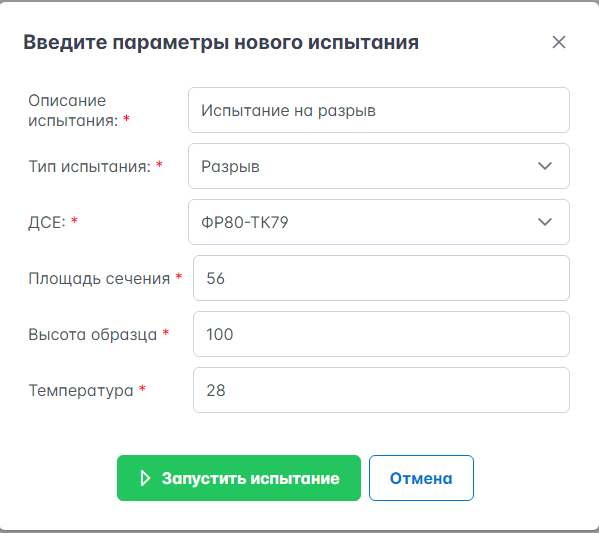 Введите параметры нового испытания
Описание
испытания: *
Испытание на разрыв
Тип испытания: *
Разрыв
ДСЕ: *
ФР80-ТК79
Площадь сечения *
56
Высота образца *
100
Температура *
28
Запустить испытание
Отмена